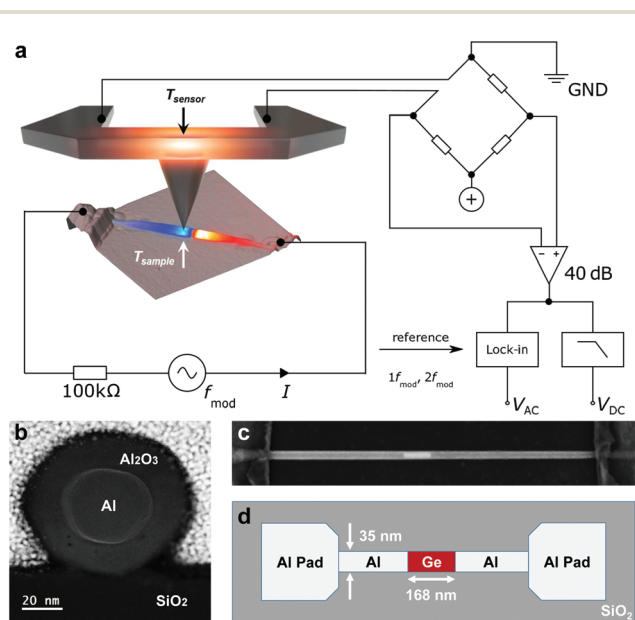 a
T_sensor
GND
+
T_sample
− +
40 dB
reference
Lock-in
1f_mod, 2f_mod
100kΩ
f_mod
I
V_AC
V_DC
b
Al₂O₃
Al
20 nm
SiO₂
c
d
35 nm
Al Pad
Al
Ge
Al
Al Pad
168 nm
SiO₂